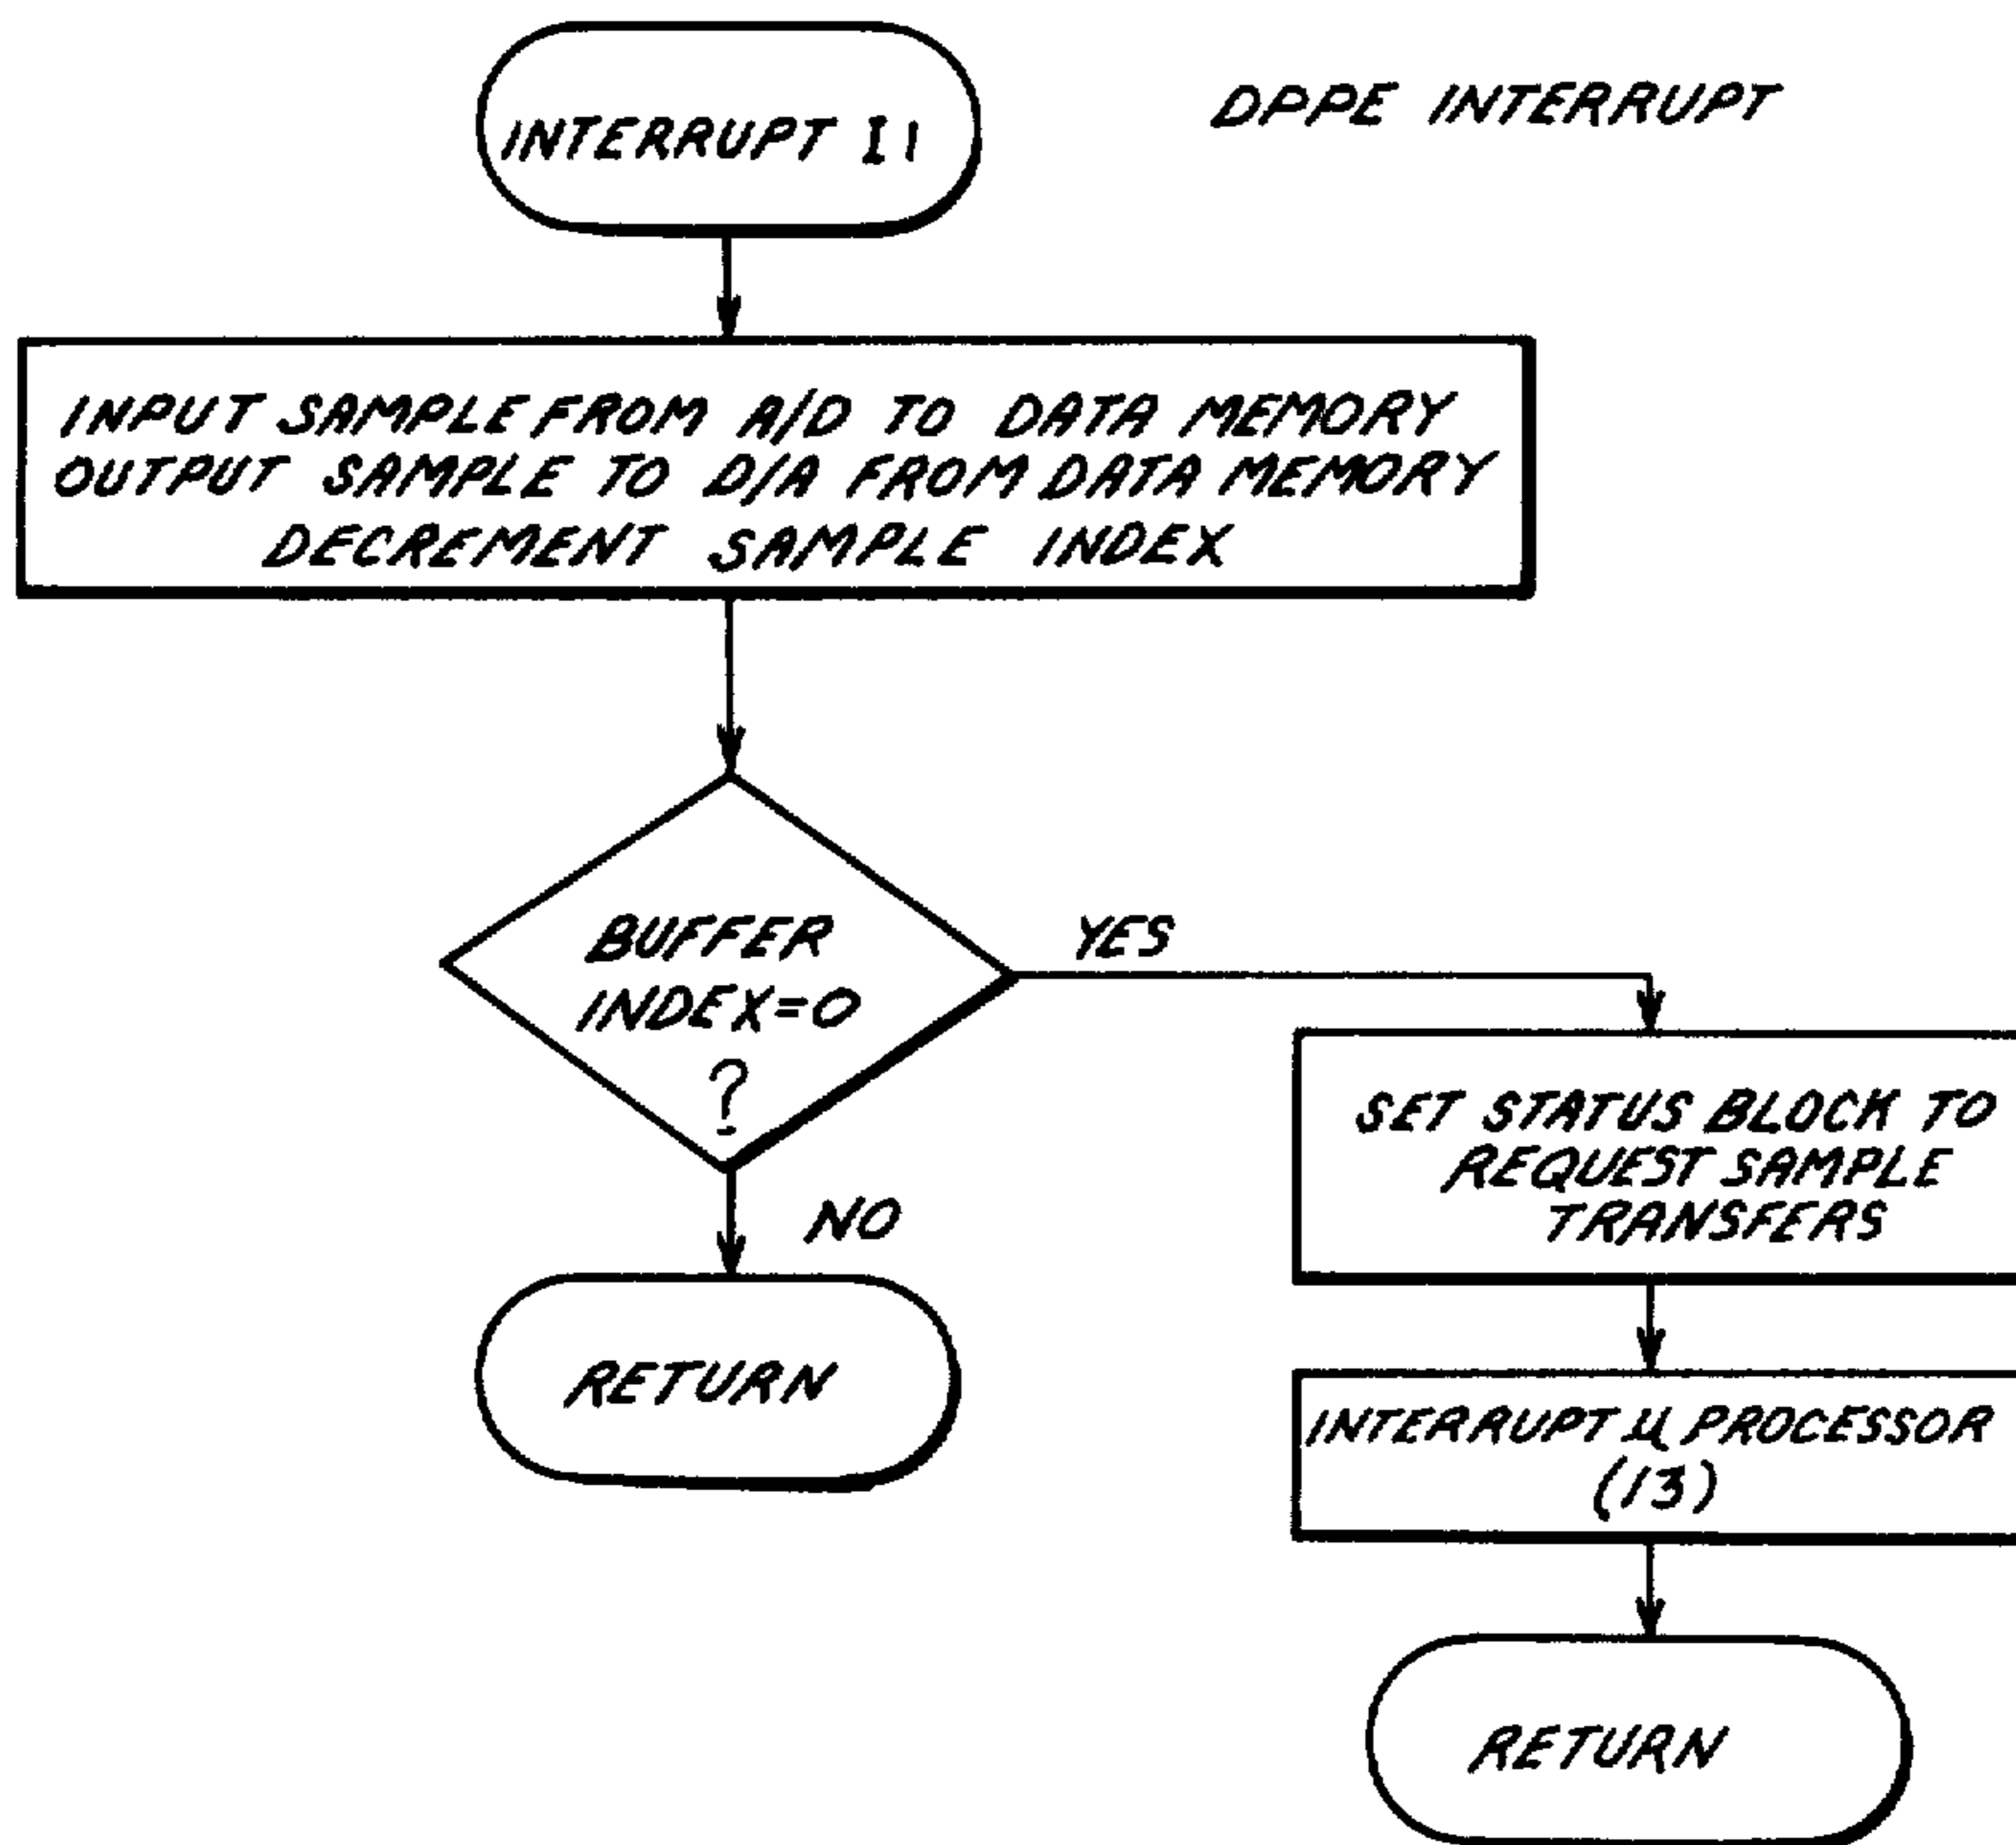 INTERRUPT I1
DPPE INTERRUPT
INPUT SAMPLE FROM A/D TO DATA MEMORY
OUTPUT SAMPLE TO D/A FROM DATA MEMORY
DECREMENT SAMPLE INDEX
BUFFER
INDEX=0
?
YES
NO
SET STATUS BLOCK TO
REQUEST SAMPLE
TRANSFERS
RETURN
INTERRUPT μ PROCESSOR
(13)
RETURN